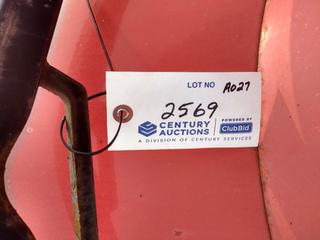 LOT NO A027
2569
CENTURY AUCTIONS
POWERED BY
ClubBid
A DIVISION OF CENTURY SERVICES